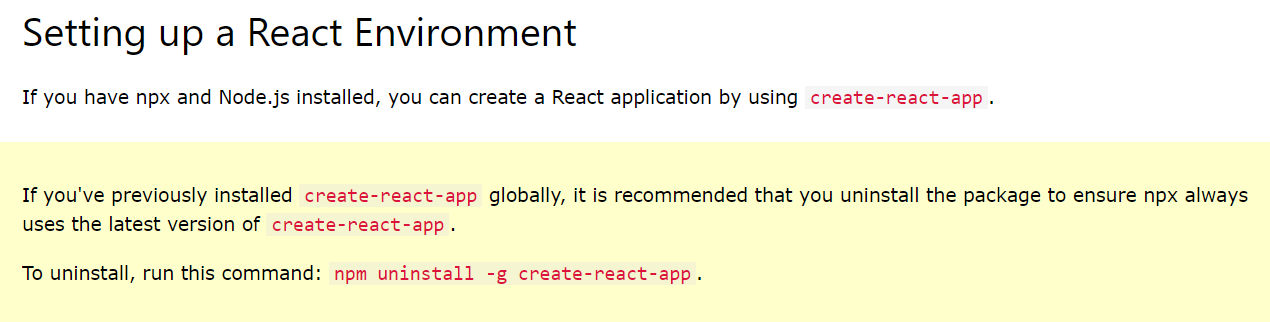 Setting up a React Environment
If you have npx and Node.js installed, you can create a React application by using create-react-app.
If you've previously installed create-react-app globally, it is recommended that you uninstall the package to ensure npx always
uses the latest version of create-react-app.
To uninstall, run this command: npm uninstall -g create-react-app.